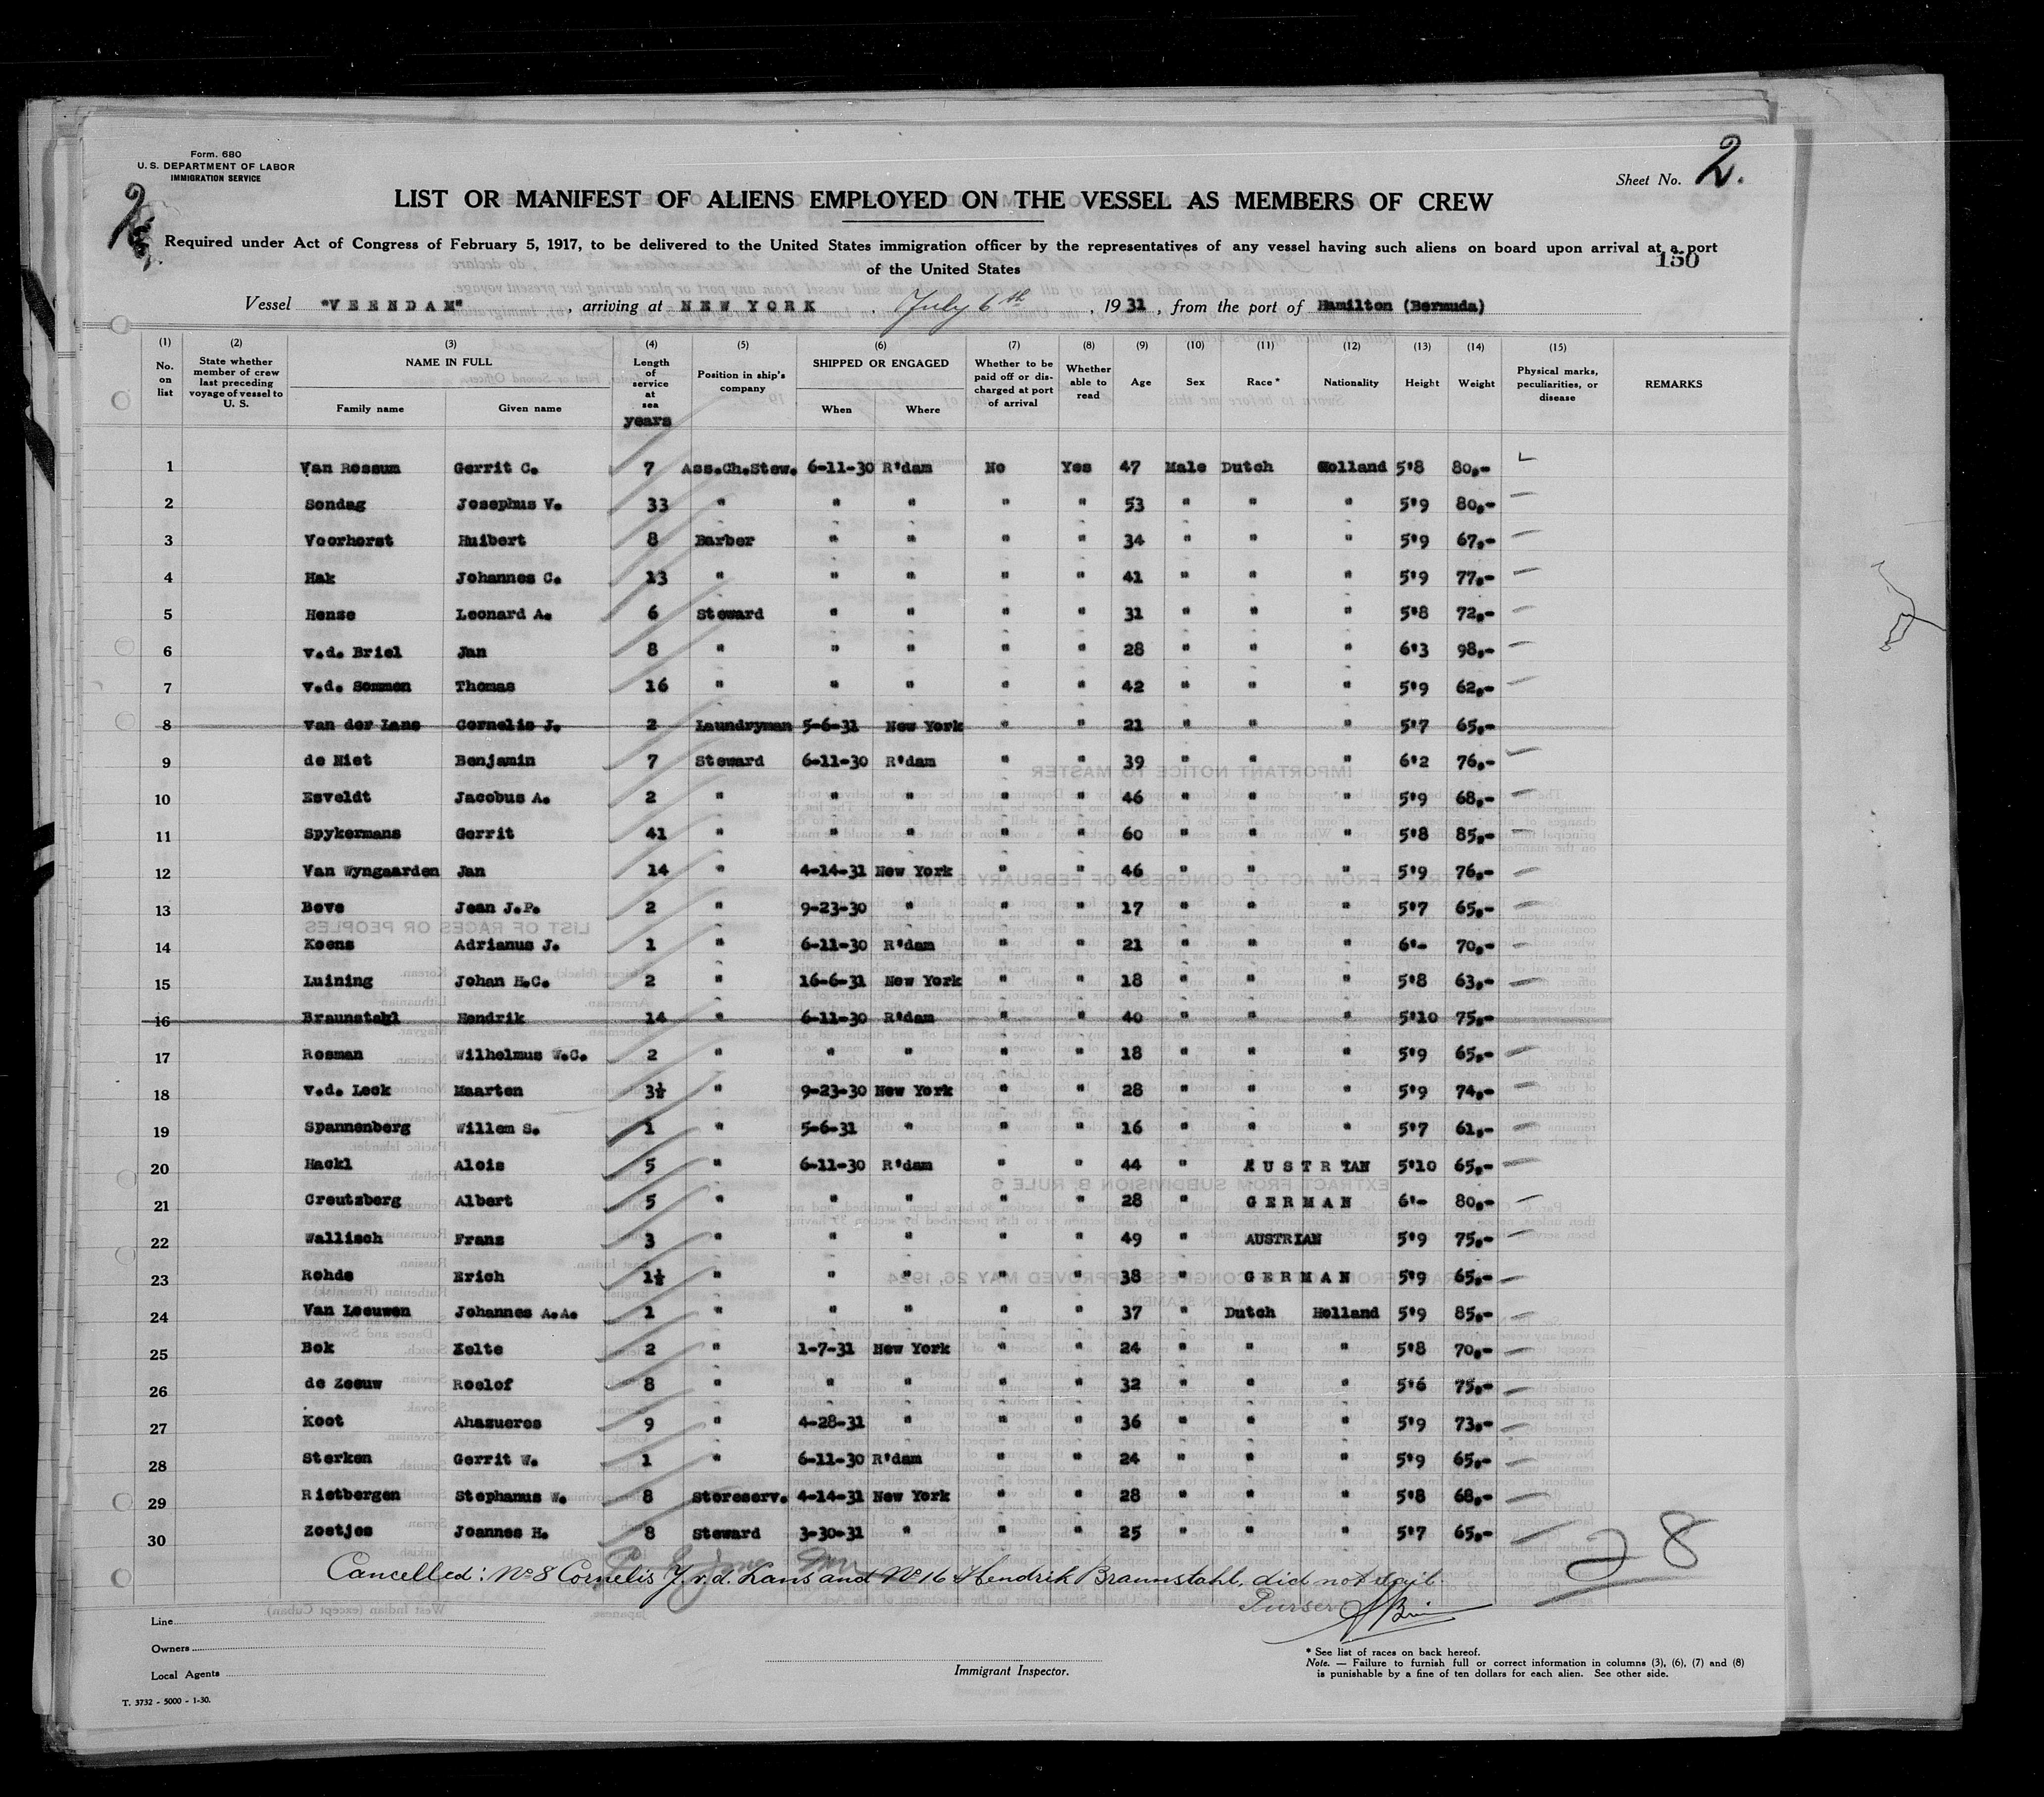 Form. 680
U. S. DEPARTMENT OF LABOR
IMMIGRATION SERVICE
Sheet No. 2.
LIST OR MANIFEST OF ALIENS EMPLOYED ON THE VESSEL AS MEMBERS OF CREW
Required under Act of Congress of February 5, 1917, to be delivered to the United States immigration officer by the representatives of any vessel having such aliens on board upon arrival at a port
of the United States
150
Vessel "VEENDAM", arriving at NEW YORK, July 6th, 1931, from the port of Hamilton (Bermuda)
(1) (2) (3) (4) (5) (6) (7) (8) (9) (10) (11) (12) (13) (14) (15)
No. on list | State whether member of crew last preceding voyage of vessel to U. S. | NAME IN FULL Family name Given name | Length of service at sea years | Position in ship's company | SHIPPED OR ENGAGED When Where | Whether to be paid off or discharged at port of arrival | Whether able to read | Age | Sex | Race * | Nationality | Height | Weight | Physical marks, peculiarities, or disease | REMARKS
1 Van Rossum Gerrit C. 7 Ass.Ch.Stew. 6-11-30 R'dam No Yes 47 Male Dutch Holland 5'8 80,-
2 Sondag Josephus V. 33 " " " " " 53 " " " 5'9 80,-
3 Voorhorst Huibert 8 Barber " " " " 34 " " " 5'9 67,-
4 Hak Johannes C. 13 " " " " " 41 " " " 5'9 77,-
5 Hense Leonard A. 6 Steward " " " " 31 " " " 5'8 72,-
6 v.d. Briel Jan 8 " " " " " 28 " " " 6'3 98,-
7 v.d. Sommen Thomas 16 " " " " " 42 " " " 5'9 62,-
8 Van der Lans Cornelis J. 2 Laundryman 5-6-31 New York " " 21 " " " 5'7 65,-
9 de Niet Benjamin 7 Steward 6-11-30 R'dam " " 39 " " " 6'2 76,-
10 Esveldt Jacobus A. 2 " " " " " 46 " " " 5'9 68,-
11 Spykermans Gerrit 41 " " " " " 60 " " " 5'8 85,-
12 Van Wyngaarden Jan 14 " 4-14-31 New York " " 46 " " " 5'9 76,-
13 Bove Jean J.P. 2 " 9-23-30 " " " 17 " " " 5'7 65,-
14 Koens Adrianus J. 1 " 6-11-30 R'dam " " 21 " " " 6'- 70,-
15 Luining Johan H.C. 2 " 16-6-31 New York " " 18 " " " 5'8 63,-
16 Braunstahl Hendrik 14 " 6-11-30 R'dam " " 40 " " " 5'10 75,-
17 Rosman Wilhelmus W.C. 2 " " " " " 18 " " " 5'9 65,-
18 v.d. Leek Maarten 3½ " 9-23-30 New York " " 28 " " " 5'9 74,-
19 Spannenberg Willem S. 1 " 5-6-31 " " " 16 " " " 5'7 61,-
20 Hackl Alois 5 " 6-11-30 R'dam " " 44 " AUSTRIAN 5'10 65,-
21 Creutzberg Albert 5 " " " " " 28 " GERMAN 6'- 80,-
22 Wallisch Frans 3 " " " " " 49 " AUSTRIAN 5'9 75,-
23 Rohde Erich 1½ " " " " " 38 " GERMAN 5'9 65,-
24 Van Leeuwen Johannes A.A. 1 " " " " " 37 " Dutch Holland 5'9 85,-
25 Bok Eelte 2 " 1-7-31 New York " " 24 " " " 5'8 70,-
26 de Zeeuw Roelof 8 " " " " " 32 " " " 5'6 75,-
27 Koot Ahasueros 9 " 4-28-31 " " " 36 " " " 5'9 73,-
28 Sterken Gerrit W. 1 " 6-11-30 R'dam " " 24 " " " 5'9 65,-
29 Rietbergen Stephanus W. 8 Storeserv. 4-14-31 New York " " 28 " " " 5'8 68,-
30 Zoetjes Joannes H. 8 Steward 3-30-31 " " " 25 " " " 5'7 65,-
28
Cancelled: No 8 Cornelis J. v.d. Lans and No 16 Hendrik Braunstahl, did not sail.
Purser
Line
Owners
Local Agents
Immigrant Inspector.
* See list of races on back hereof.
Note. — Failure to furnish full or correct information in columns (3), (6), (7) and (8)
is punishable by a fine of ten dollars for each alien. See other side.
T. 3732 - 5000 - 1-30.